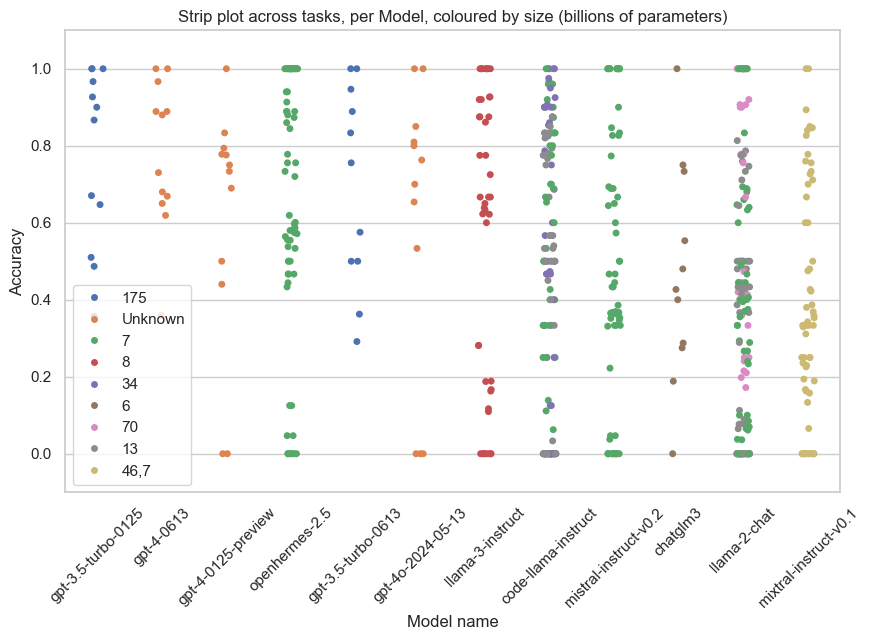 Strip plot across tasks, per Model, coloured by size (billions of parameters)
1.0
0.8
0.6
0.4
0.2
0.0
Accuracy
175
Unknown
7
8
34
6
70
13
46,7
gpt-3.5-turbo-0125
gpt-4-0613
gpt-4-0125-preview
openhermes-2.5
gpt-3.5-turbo-0613
gpt-4o-2024-05-13
llama-3-instruct
code-llama-instruct
mistral-instruct-v0.2
chatglm3
llama-2-chat
mixtral-instruct-v0.1
Model name